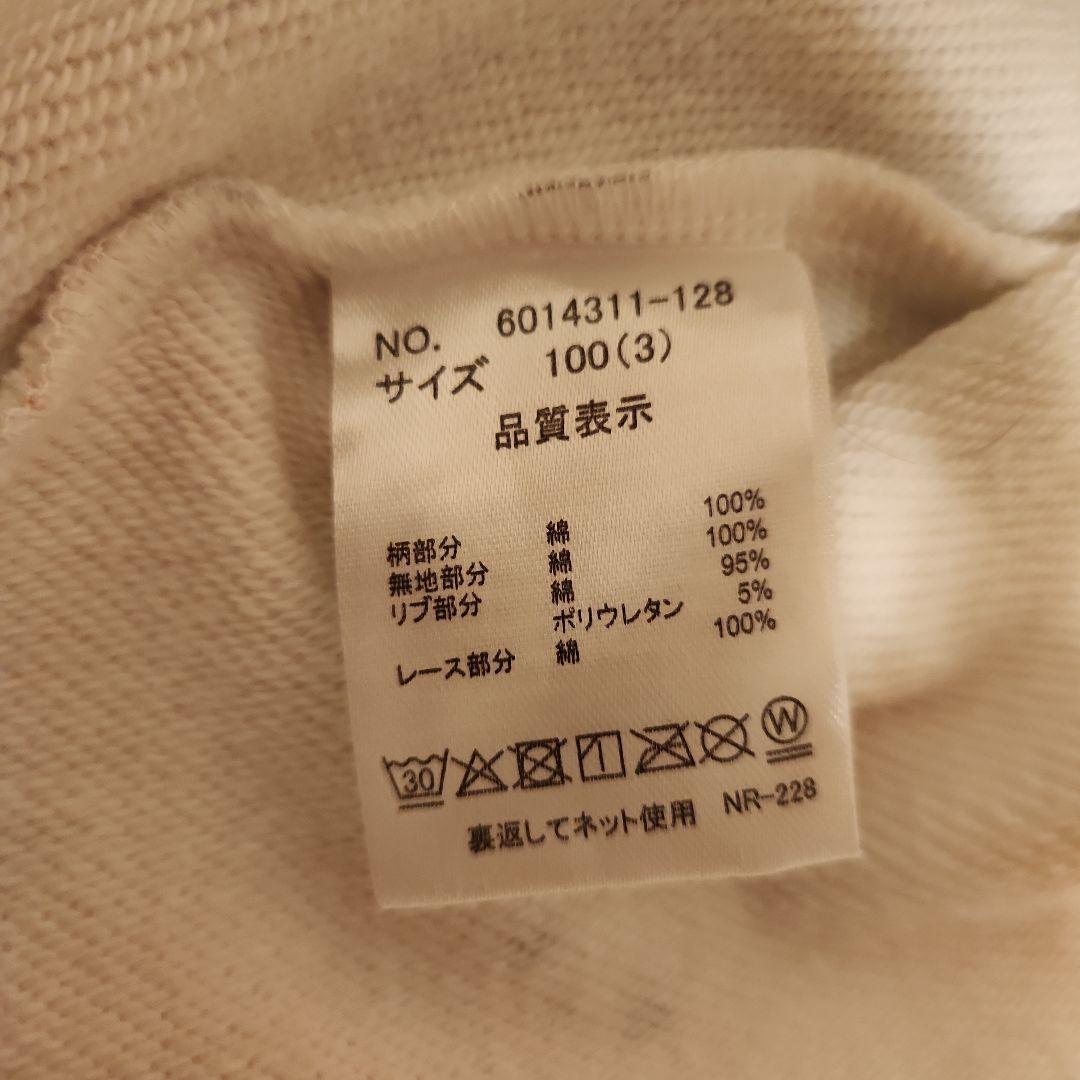 NO. 6014311-128
サイズ 100(3)
品質表示
柄部分 綿 100%
無地部分 綿 100%
リブ部分 綿 95%
ポリウレタン 5%
レース部分 綿 100%
30 W
裏返してネット使用 NR-228